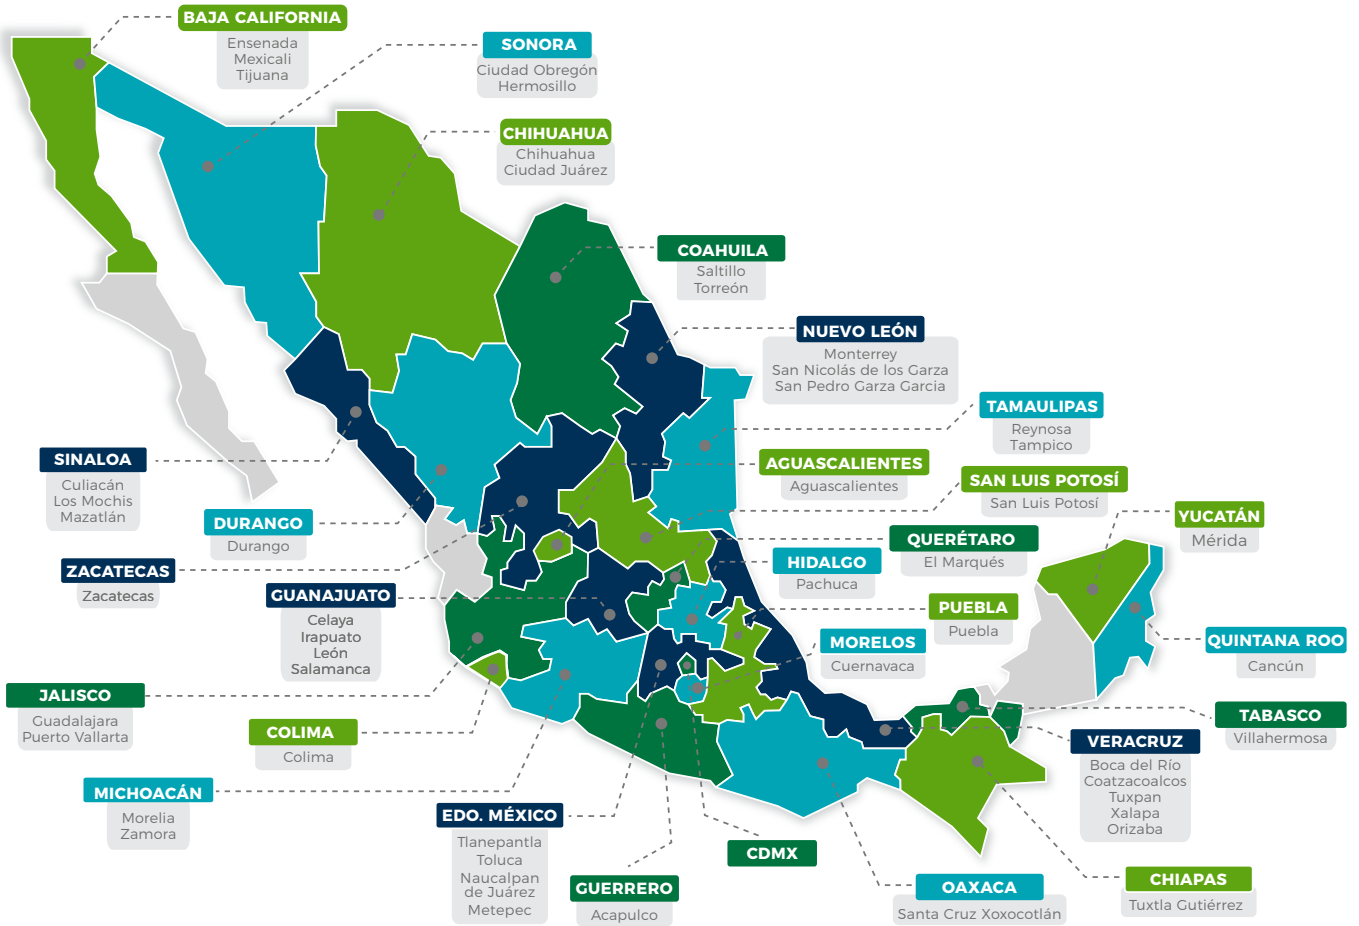 BAJA CALIFORNIA
Ensenada
Mexicali
Tijuana
SONORA
Ciudad Obregón
Hermosillo
CHIHUAHUA
Chihuahua
Ciudad Juárez
COAHUILA
Saltillo
Torreón
NUEVO LEÓN
Monterrey
San Nicolás de los Garza
San Pedro Garza Garcia
TAMAULIPAS
Reynosa
Tampico
AGUASCALIENTES
Aguascalientes
SAN LUIS POTOSÍ
San Luis Potosí
YUCATÁN
Mérida
SINALOA
Culiacán
Los Mochis
Mazatlán
DURANGO
Durango
QUERÉTARO
El Marqués
HIDALGO
Pachuca
ZACATECAS
Zacatecas
GUANAJUATO
Celaya
Irapuato
León
Salamanca
PUEBLA
Puebla
MORELOS
Cuernavaca
QUINTANA ROO
Cancún
JALISCO
Guadalajara
Puerto Vallarta
COLIMA
Colima
TABASCO
Villahermosa
VERACRUZ
Boca del Río
Coatzacoalcos
Tuxpan
Xalapa
Orizaba
MICHOACÁN
Morelia
Zamora
EDO. MÉXICO
Tlanepantla
Toluca
Naucalpan
de Juárez
Metepec
CDMX
GUERRERO
Acapulco
OAXACA
Santa Cruz Xoxocotlán
CHIAPAS
Tuxtla Gutiérrez